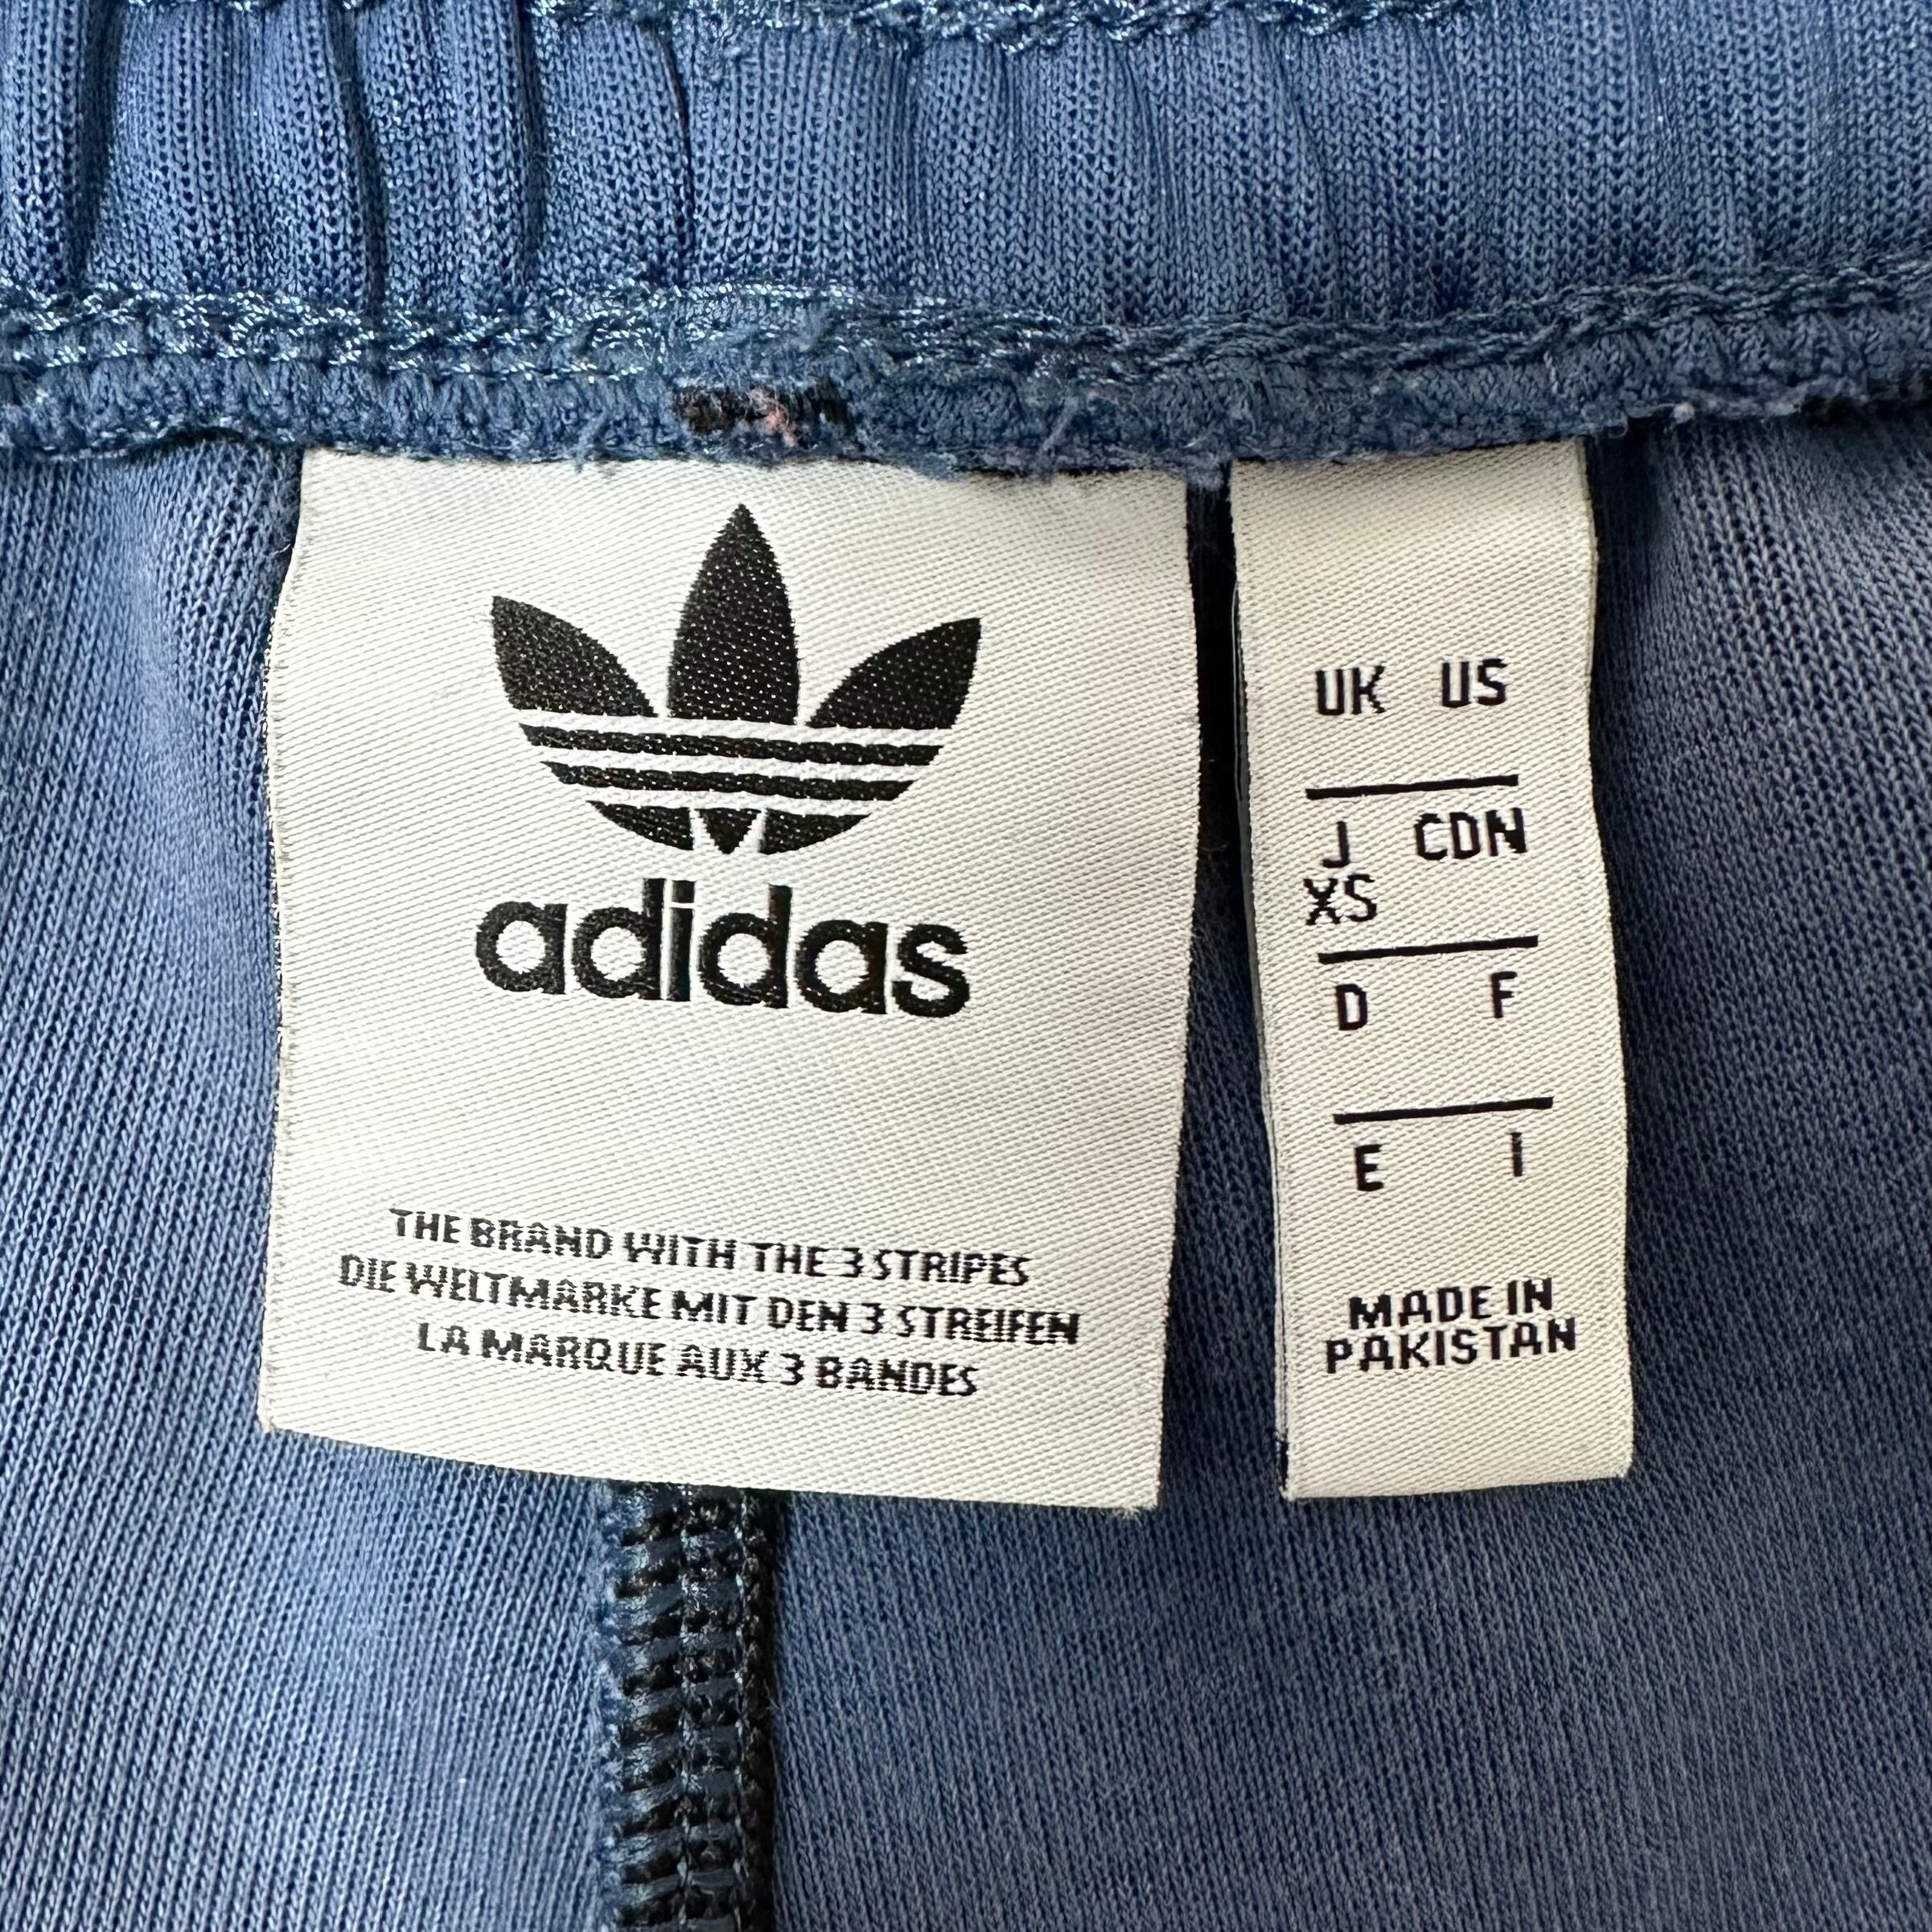 adidas
THE BRAND WITH THE 3 STRIPES
DIE WELTMARKE MIT DEN 3 STREIFEN
LA MARQUE AUX 3 BANDES
UK US
J CDN
XS
D F
E I
MADE IN
PAKISTAN